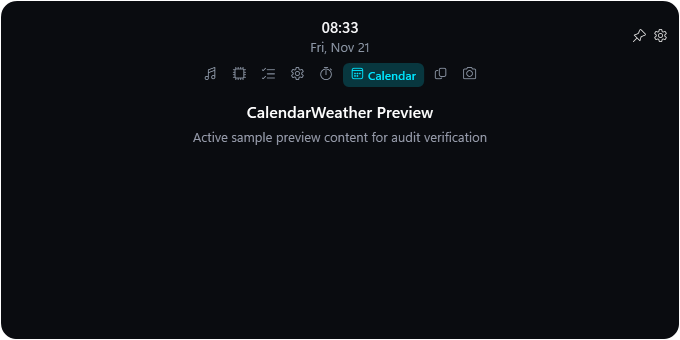 08:33
Fri, Nov 21
Calendar
CalendarWeather Preview
Active sample preview content for audit verification